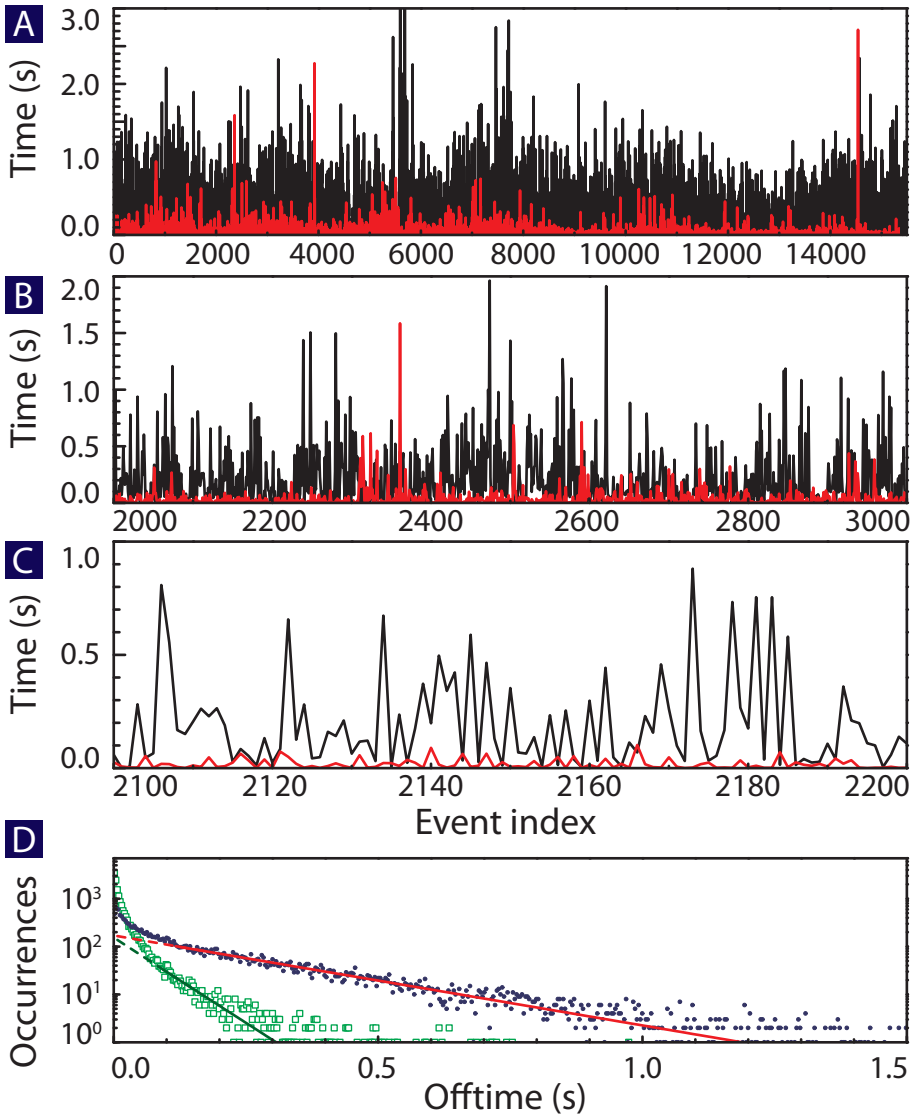 A
Time (s)
3.0
2.0
1.0
0.0
0 2000 4000 6000 8000 10000 12000 14000
B
Time (s)
2.0
1.5
1.0
0.5
0.0
2000 2200 2400 2600 2800 3000
C
Time (s)
1.0
0.5
0.0
2100 2120 2140 2160 2180 2200
Event index
D
Occurrences
10³
10²
10¹
10⁰
0.0 0.5 1.0 1.5
Offtime (s)